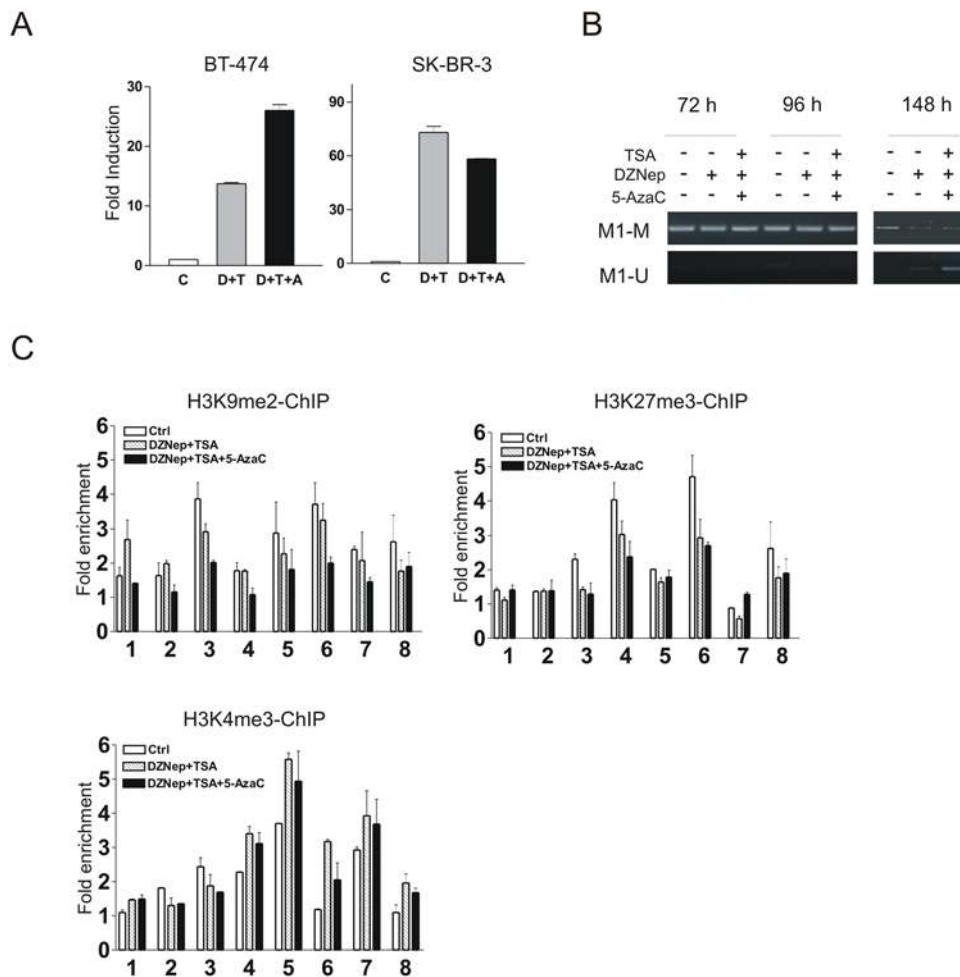 A
BT-474
SK-BR-3
Fold Induction
30
20
10
0
C D+T D+T+A
90
60
30
0
C D+T D+T+A
B
72 h 96 h 148 h
TSA - - + - - + - - +
DZNep - + + - + + - + +
5-AzaC - - + - - + - - +
M1-M
M1-U
C
H3K9me2-ChIP
Fold enrichment
6
5
4
3
2
1
0
Ctrl
DZNep+TSA
DZNep+TSA+5-AzaC
1 2 3 4 5 6 7 8
H3K27me3-ChIP
Fold enrichment
6
5
4
3
2
1
0
Ctrl
DZNep+TSA
DZNep+TSA+5-AzaC
1 2 3 4 5 6 7 8
H3K4me3-ChIP
Fold enrichment
6
5
4
3
2
1
0
Ctrl
DZNep+TSA
DZNep+TSA+5-AzaC
1 2 3 4 5 6 7 8